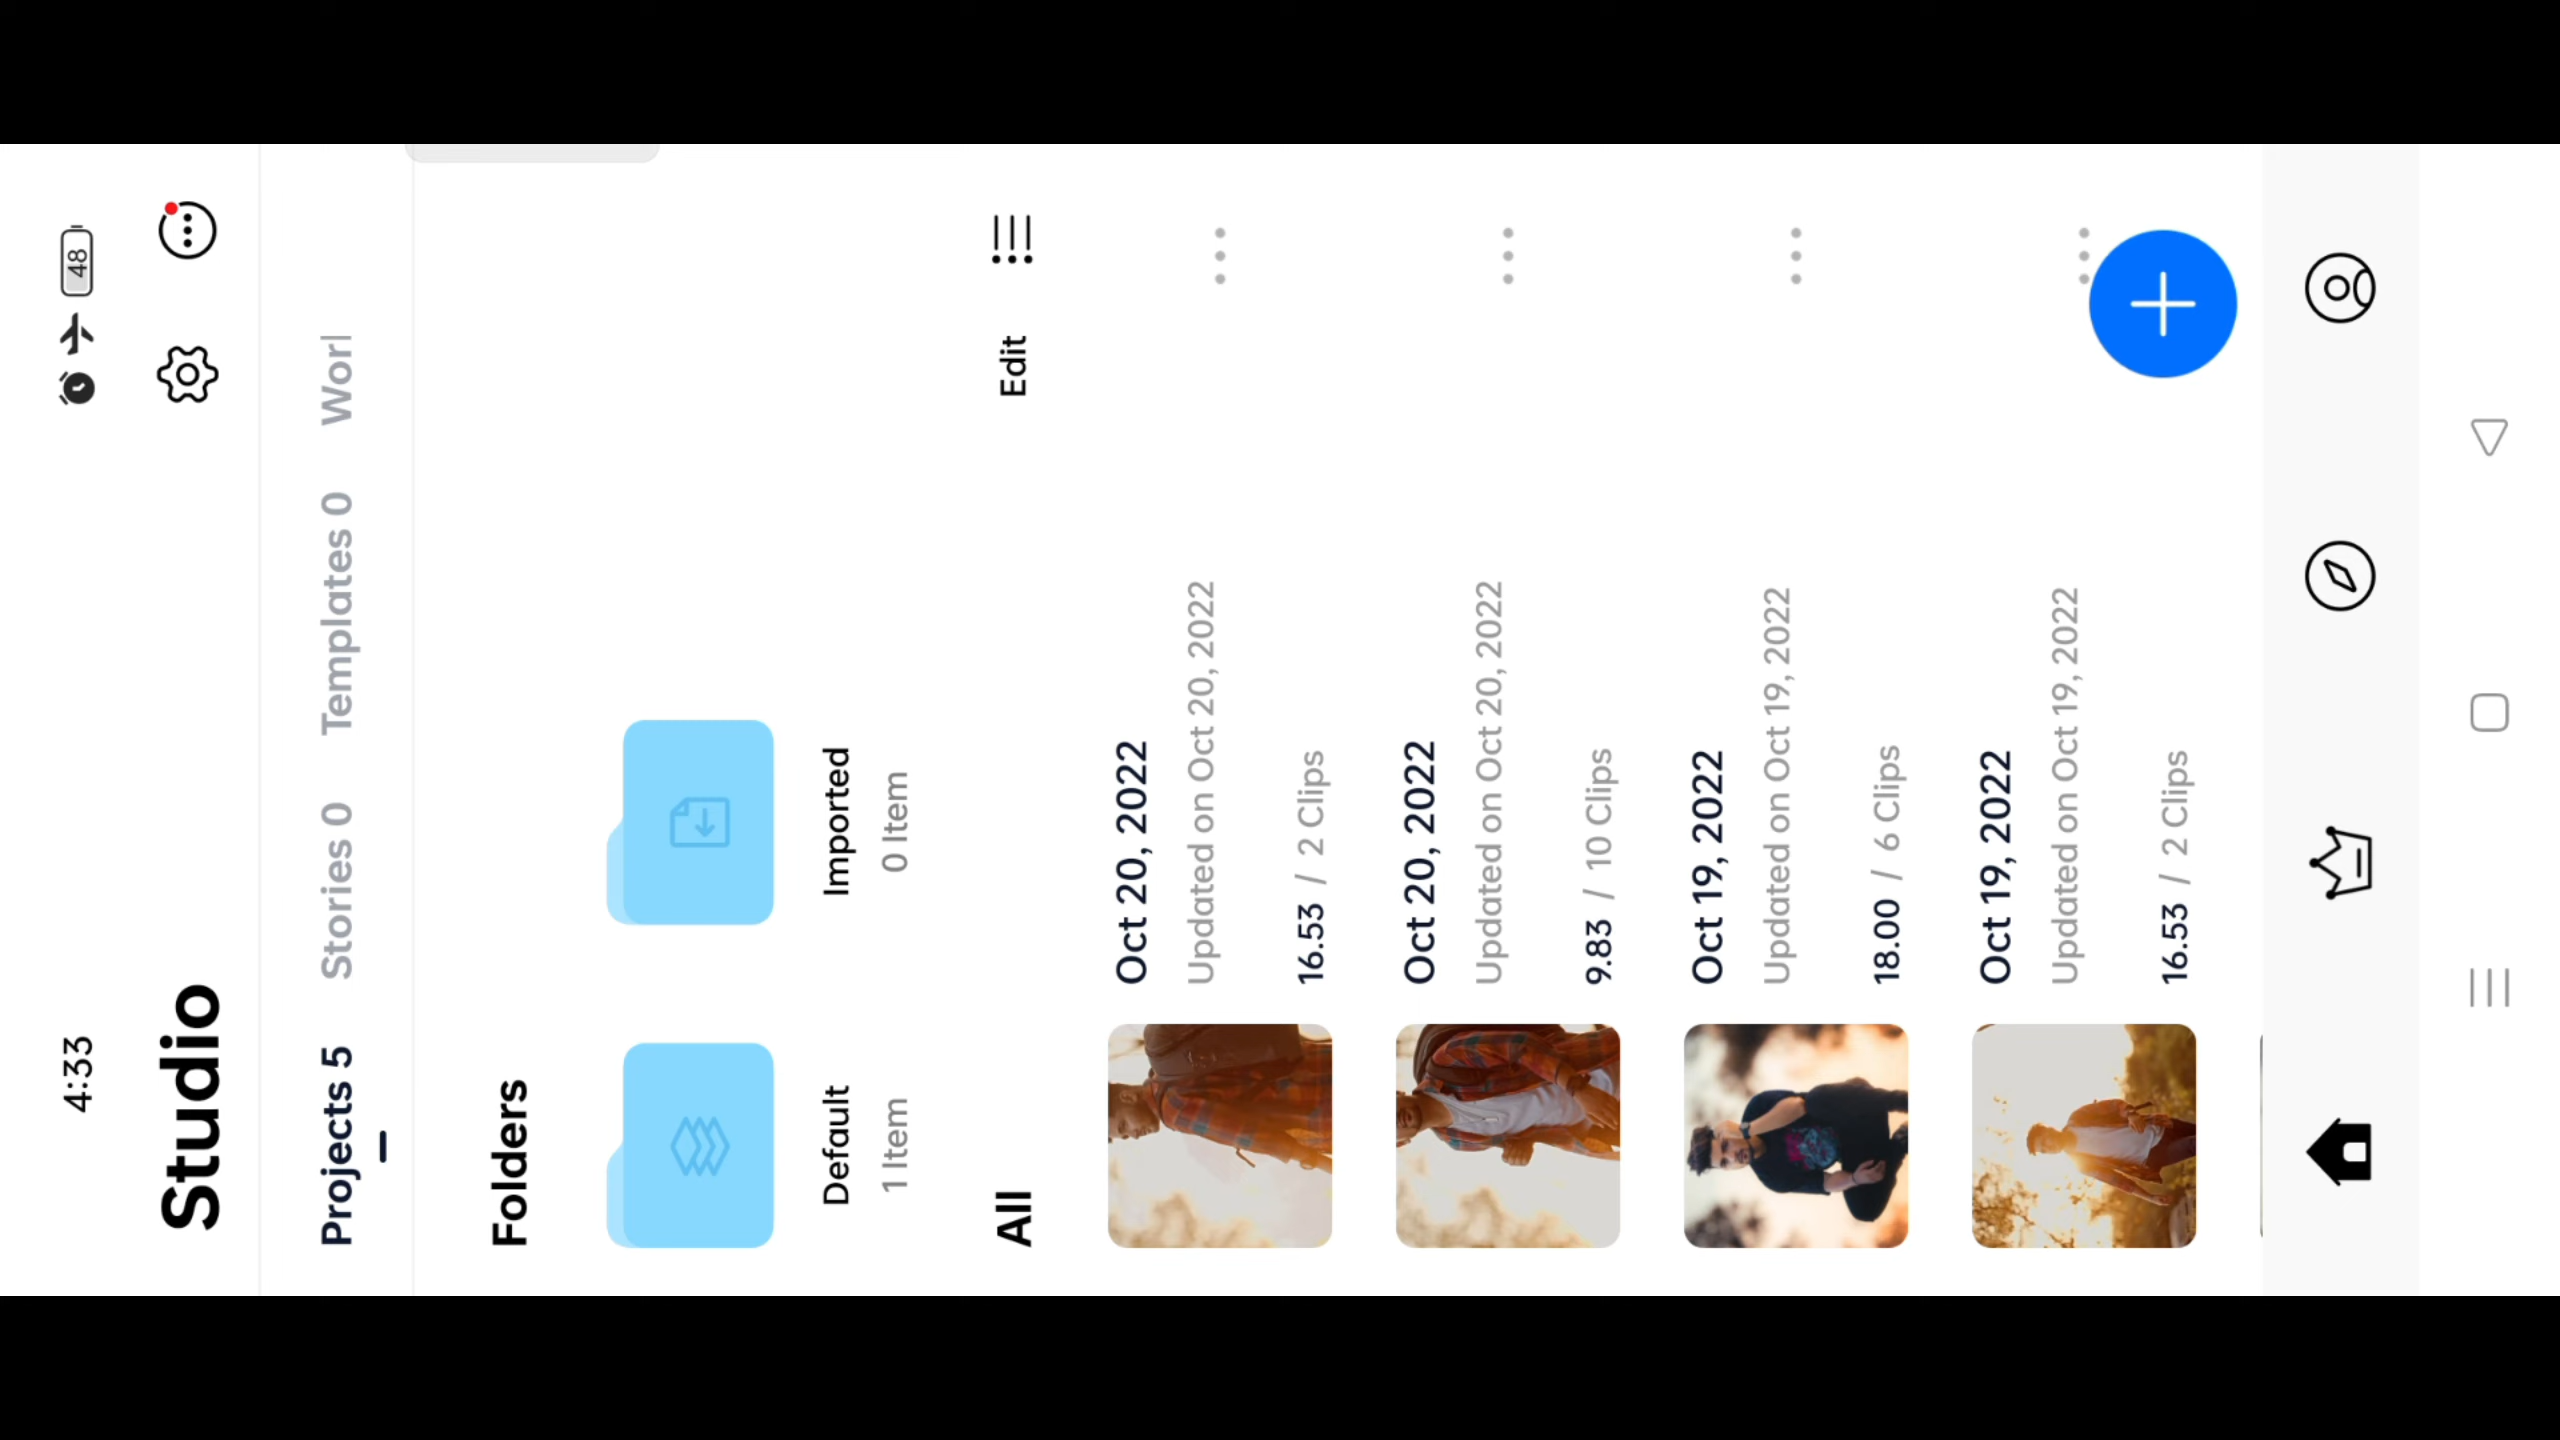 4:33
48
Studio
Projects 5
Stories 0
Templates 0
Worl
Folders
Default
1 Item
Imported
0 Item
All
Edit
Oct 20, 2022
Updated on Oct 20, 2022
16.53 / 2 Clips
Oct 20, 2022
Updated on Oct 20, 2022
9.83 / 10 Clips
Oct 19, 2022
Updated on Oct 19, 2022
18.00 / 6 Clips
Oct 19, 2022
Updated on Oct 19, 2022
16.53 / 2 Clips